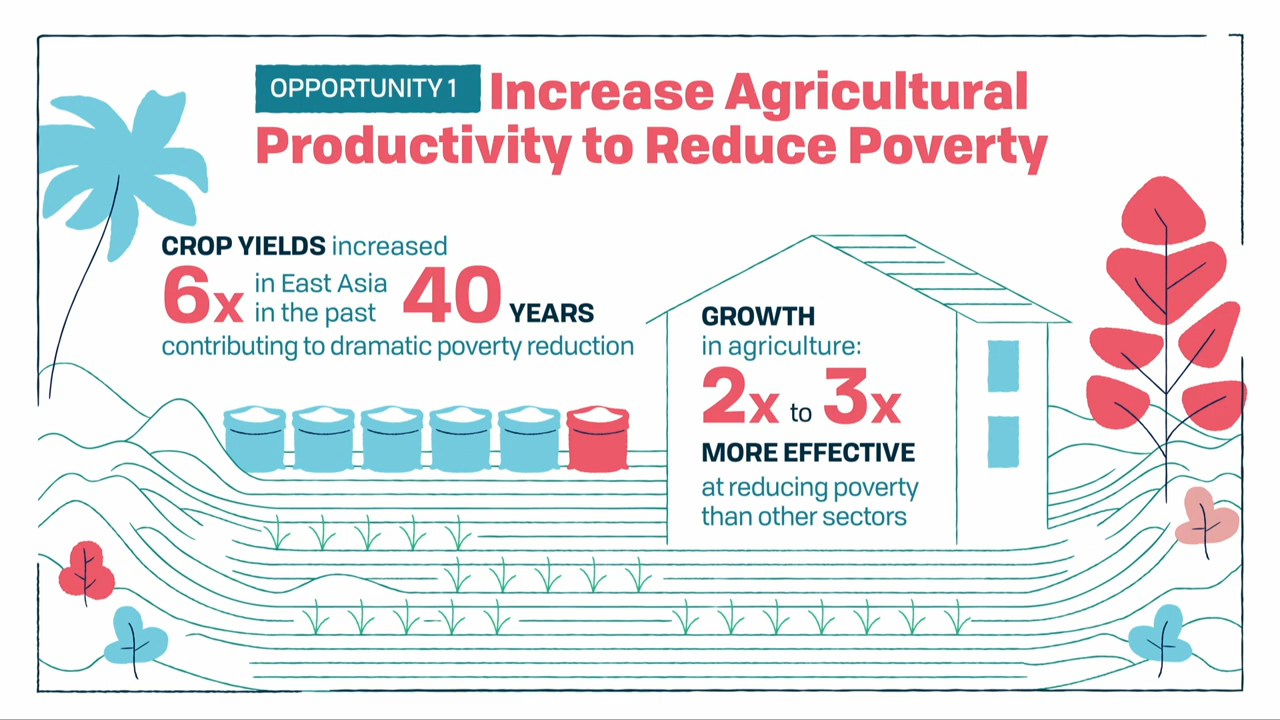 OPPORTUNITY 1 Increase Agricultural
Productivity to Reduce Poverty
CROP YIELDS increased
6x in East Asia in the past 40 YEARS
contributing to dramatic poverty reduction
GROWTH
in agriculture:
2x to 3x
MORE EFFECTIVE
at reducing poverty
than other sectors